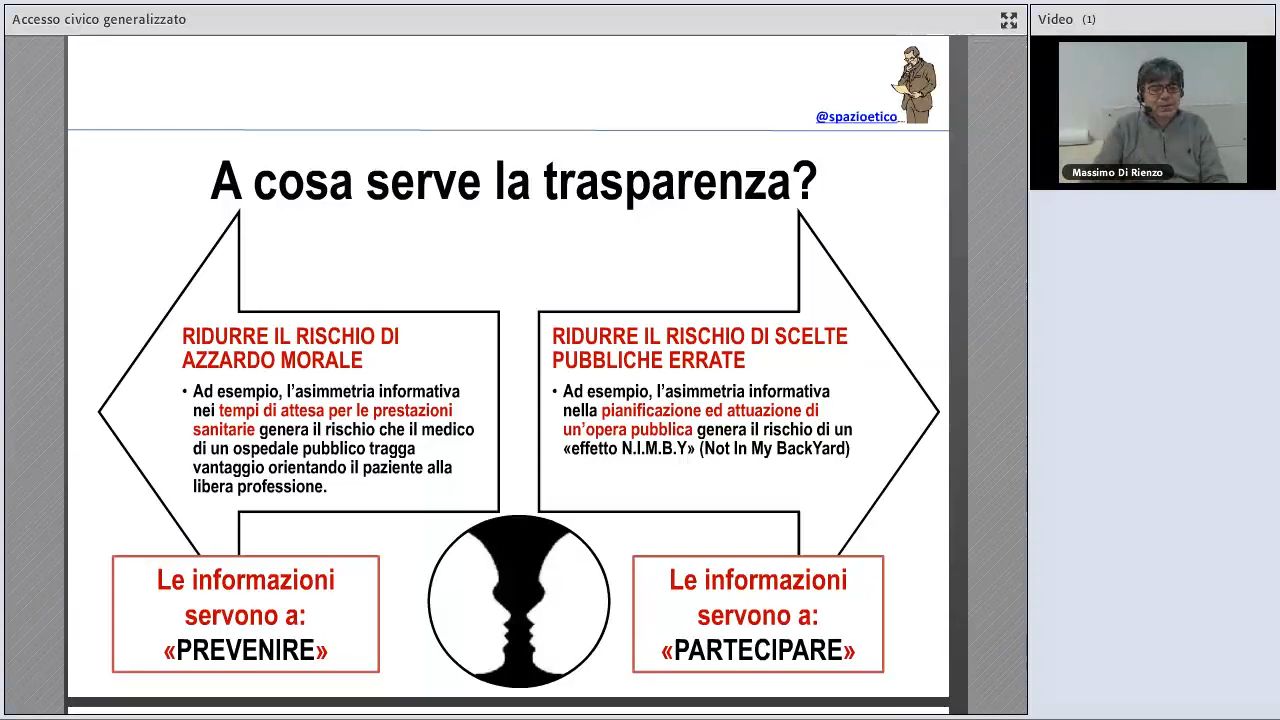 Accesso civico generalizzato
Video (1)
Massimo Di Rienzo
@spazioetico
A cosa serve la trasparenza?
RIDURRE IL RISCHIO DI
AZZARDO MORALE
• Ad esempio, l'asimmetria informativa
nei tempi di attesa per le prestazioni
sanitarie genera il rischio che il medico
di un ospedale pubblico tragga
vantaggio orientando il paziente alla
libera professione.
RIDURRE IL RISCHIO DI SCELTE
PUBBLICHE ERRATE
• Ad esempio, l'asimmetria informativa
nella pianificazione ed attuazione di
un'opera pubblica genera il rischio di un
«effetto N.I.M.B.Y» (Not In My BackYard)
Le informazioni
servono a:
«PREVENIRE»
Le informazioni
servono a:
«PARTECIPARE»